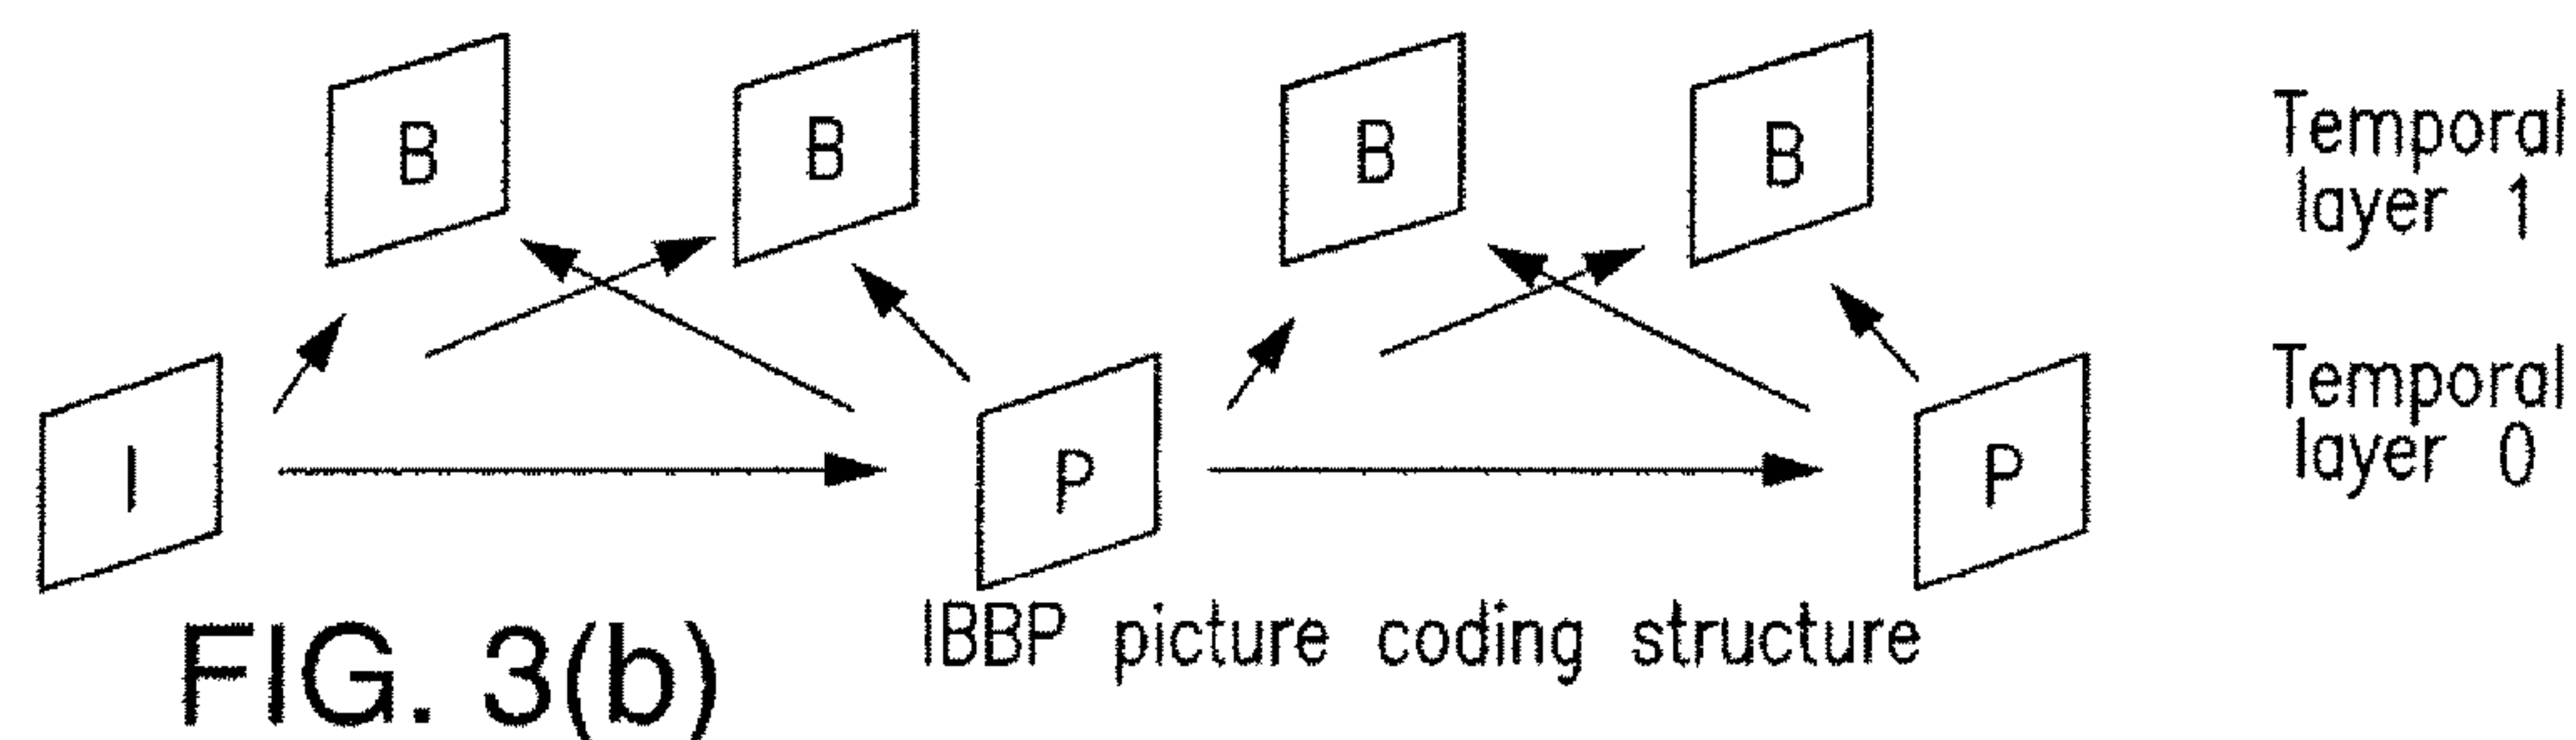 B B B B
Temporal
layer 1
I P P
Temporal
layer 0
IBBP picture coding structure
FIG. 3(b)